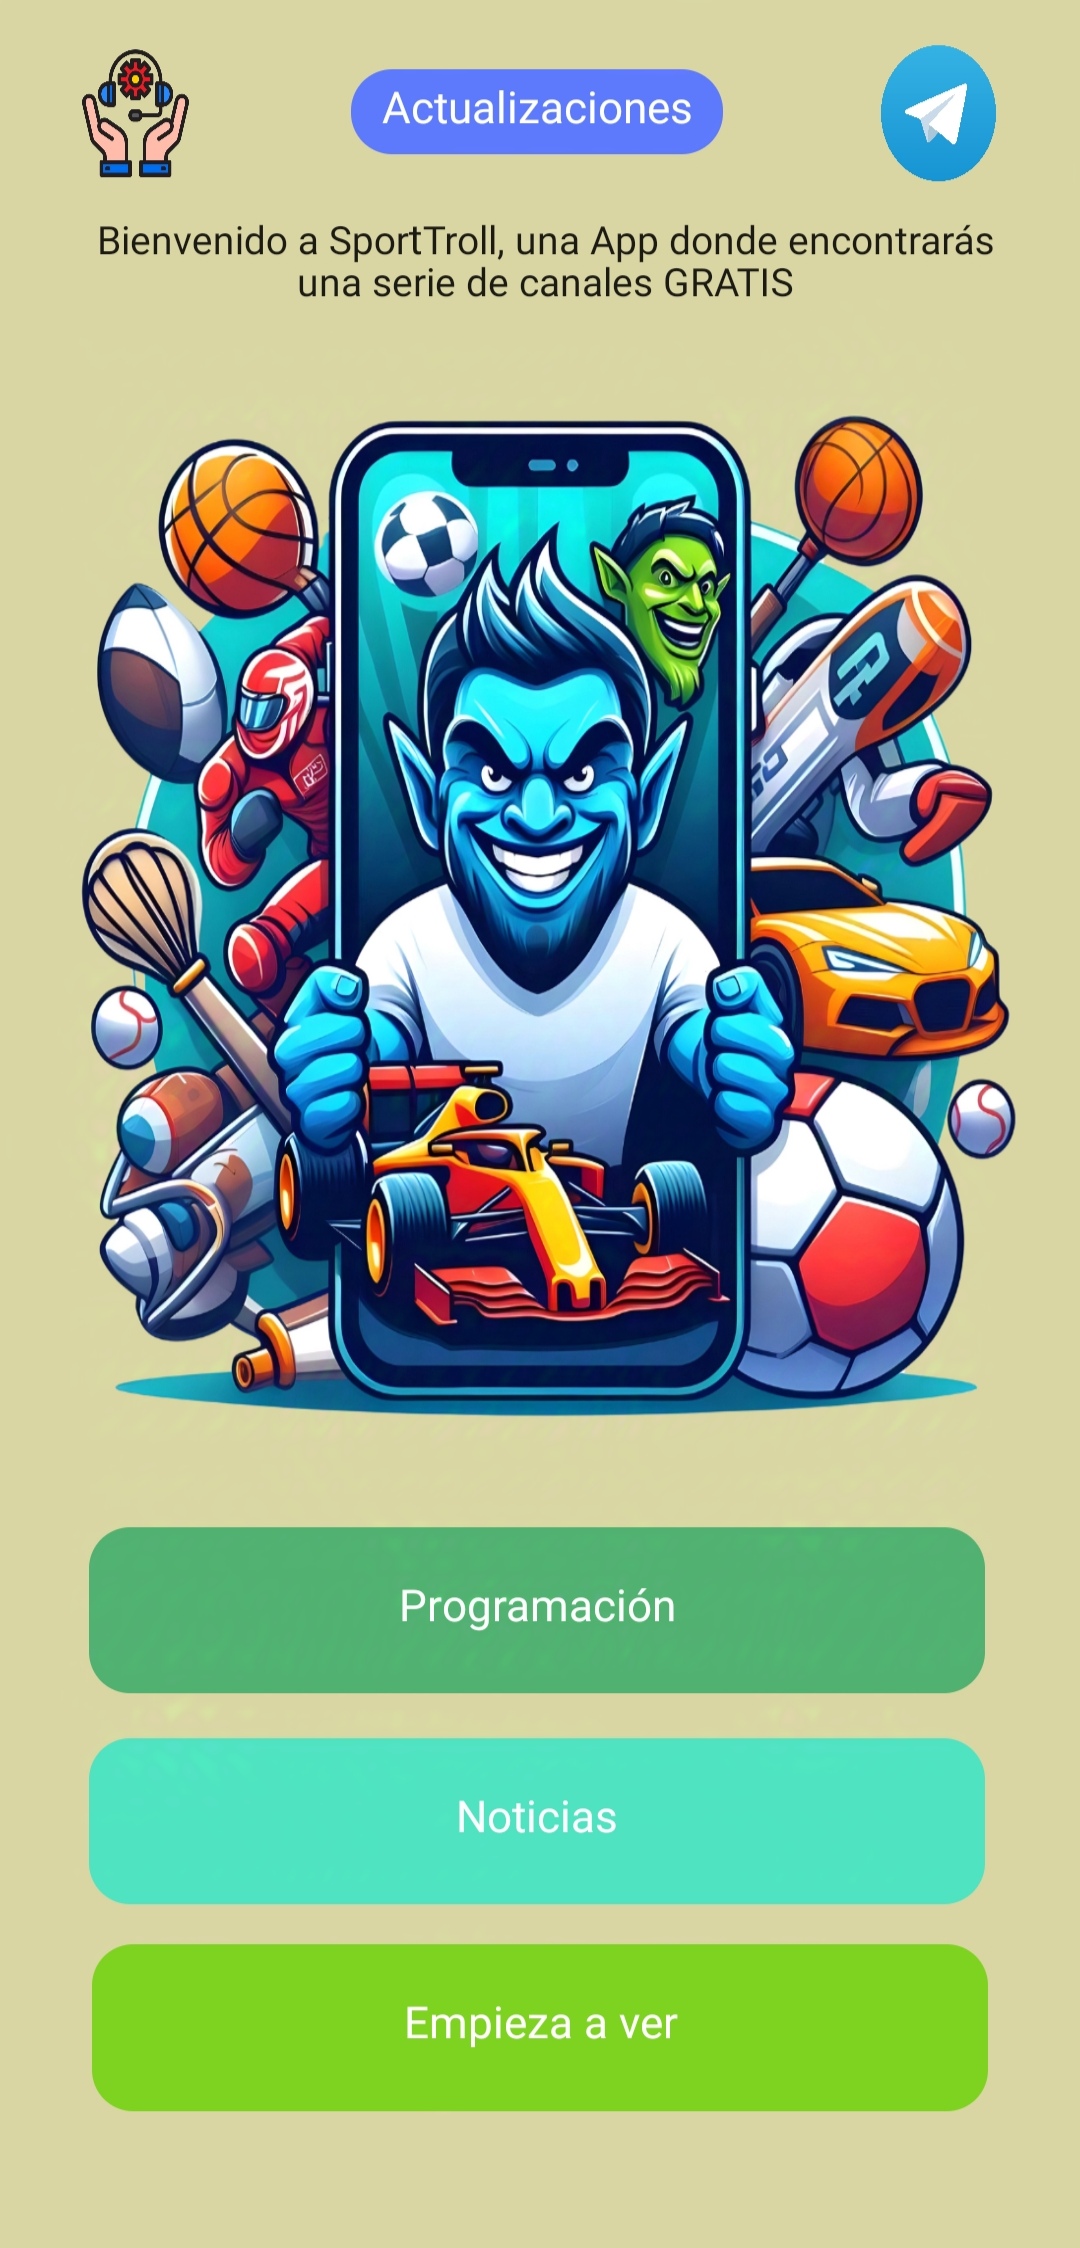 Actualizaciones
Bienvenido a SportTroll, una App donde encontrarás
una serie de canales GRATIS
Programación
Noticias
Empieza a ver